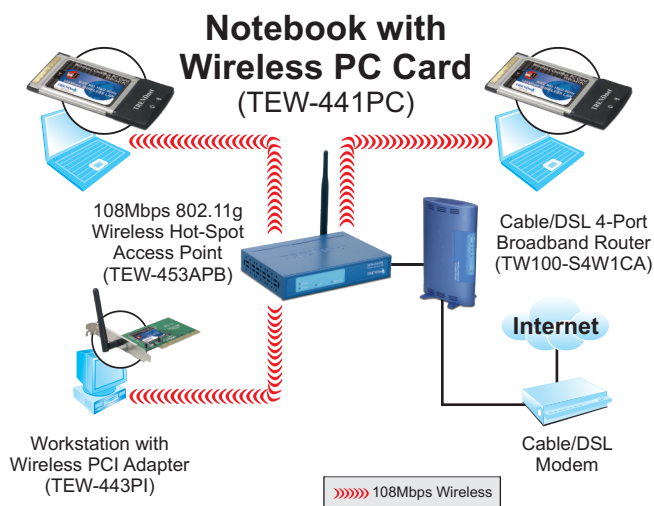 Notebook with
Wireless PC Card
(TEW-441PC)
TRENDnet
TRENDnet
108Mbps 802.11g
Wireless Hot-Spot
Access Point
(TEW-453APB)
Cable/DSL 4-Port
Broadband Router
(TW100-S4W1CA)
Internet
Workstation with
Wireless PCI Adapter
(TEW-443PI)
Cable/DSL
Modem
108Mbps Wireless